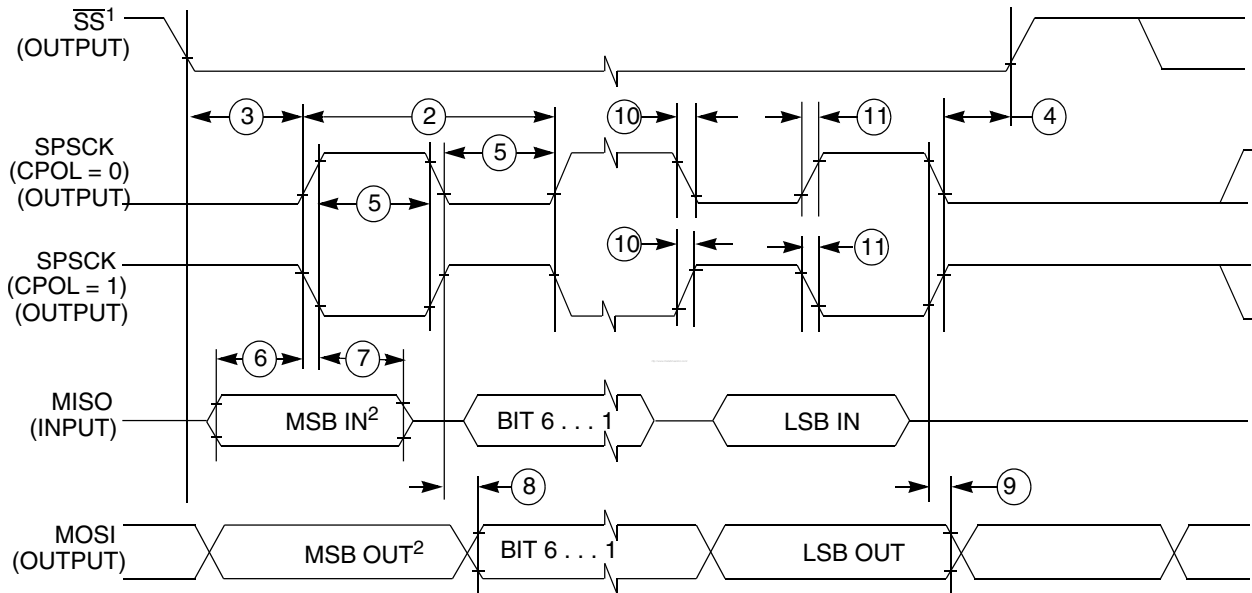 SS¹
(OUTPUT)
3
2
10
11
4
5
SPSCK
(CPOL = 0)
(OUTPUT)
5
10
11
SPSCK
(CPOL = 1)
(OUTPUT)
6
7
MISO
(INPUT)
MSB IN²
BIT 6 . . . 1
LSB IN
8
9
MOSI
(OUTPUT)
MSB OUT²
BIT 6 . . . 1
LSB OUT